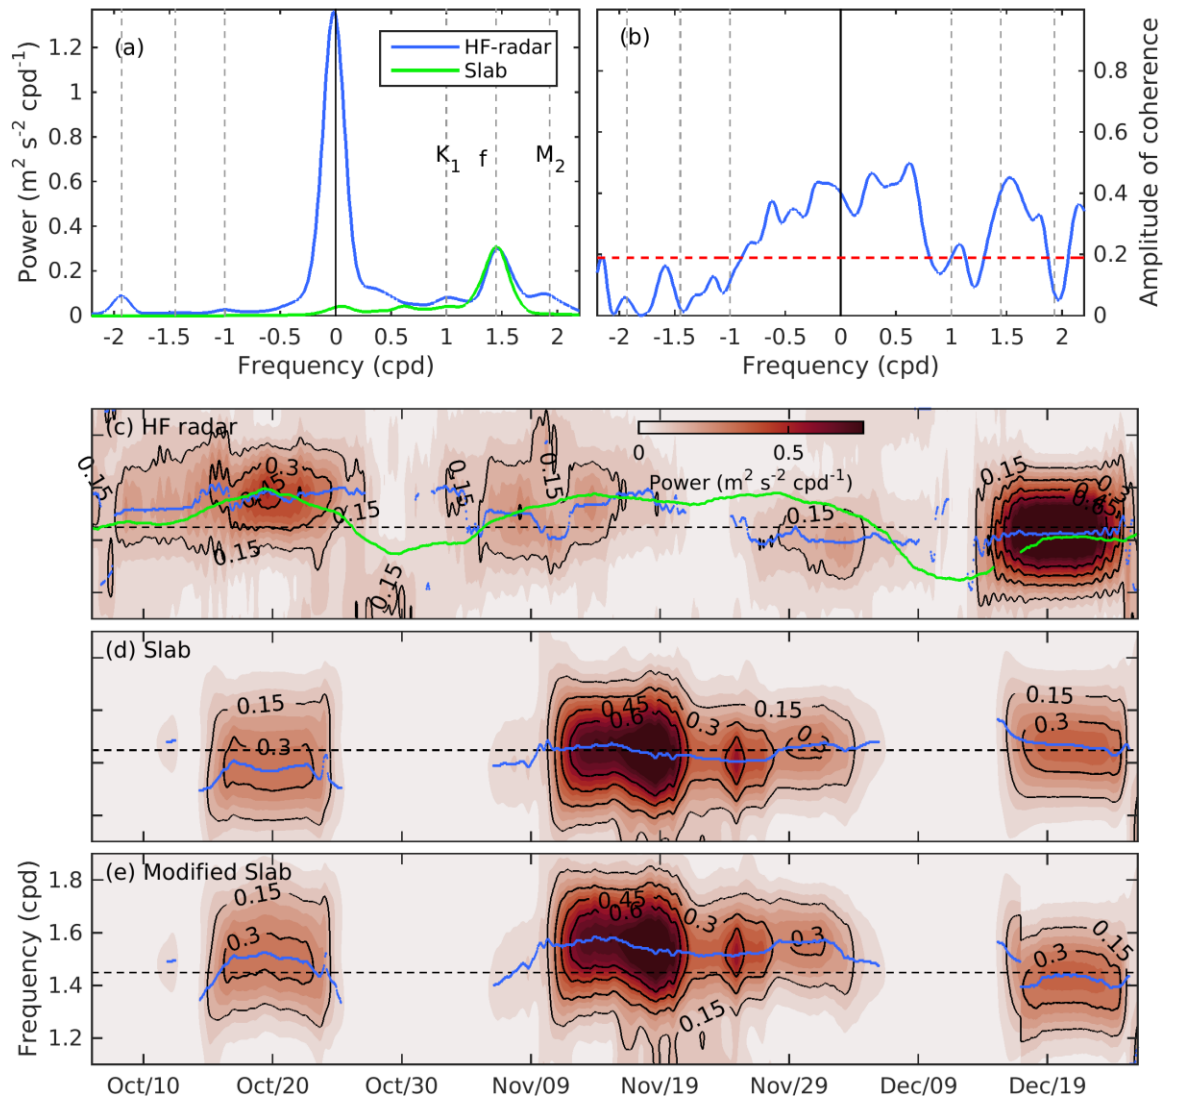 (a)
HF-radar
Slab
K1 f M2
Power (m2 s-2 cpd-1)
0 0.2 0.4 0.6 0.8 1 1.2
-2 -1.5 -1 -0.5 0 0.5 1 1.5 2
Frequency (cpd)
(b)
Amplitude of coherence
0 0.2 0.4 0.6 0.8
-2 -1.5 -1 -0.5 0 0.5 1 1.5 2
Frequency (cpd)
(c) HF radar
0 0.5
Power (m2 s-2 cpd-1)
0.15 0.3 0.15 0.15 0.15 0.15 0.15 0.15 0.15 0.15
(d) Slab
0.15 0.3 0.45 0.6 0.3 0.15 0.3 0.15 0.3
(e) Modified Slab
0.15 0.3 0.45 0.6 0.3 0.15 0.3 0.3 0.15
Frequency (cpd)
1.8
1.6
1.4
1.2
Oct/10 Oct/20 Oct/30 Nov/09 Nov/19 Nov/29 Dec/09 Dec/19